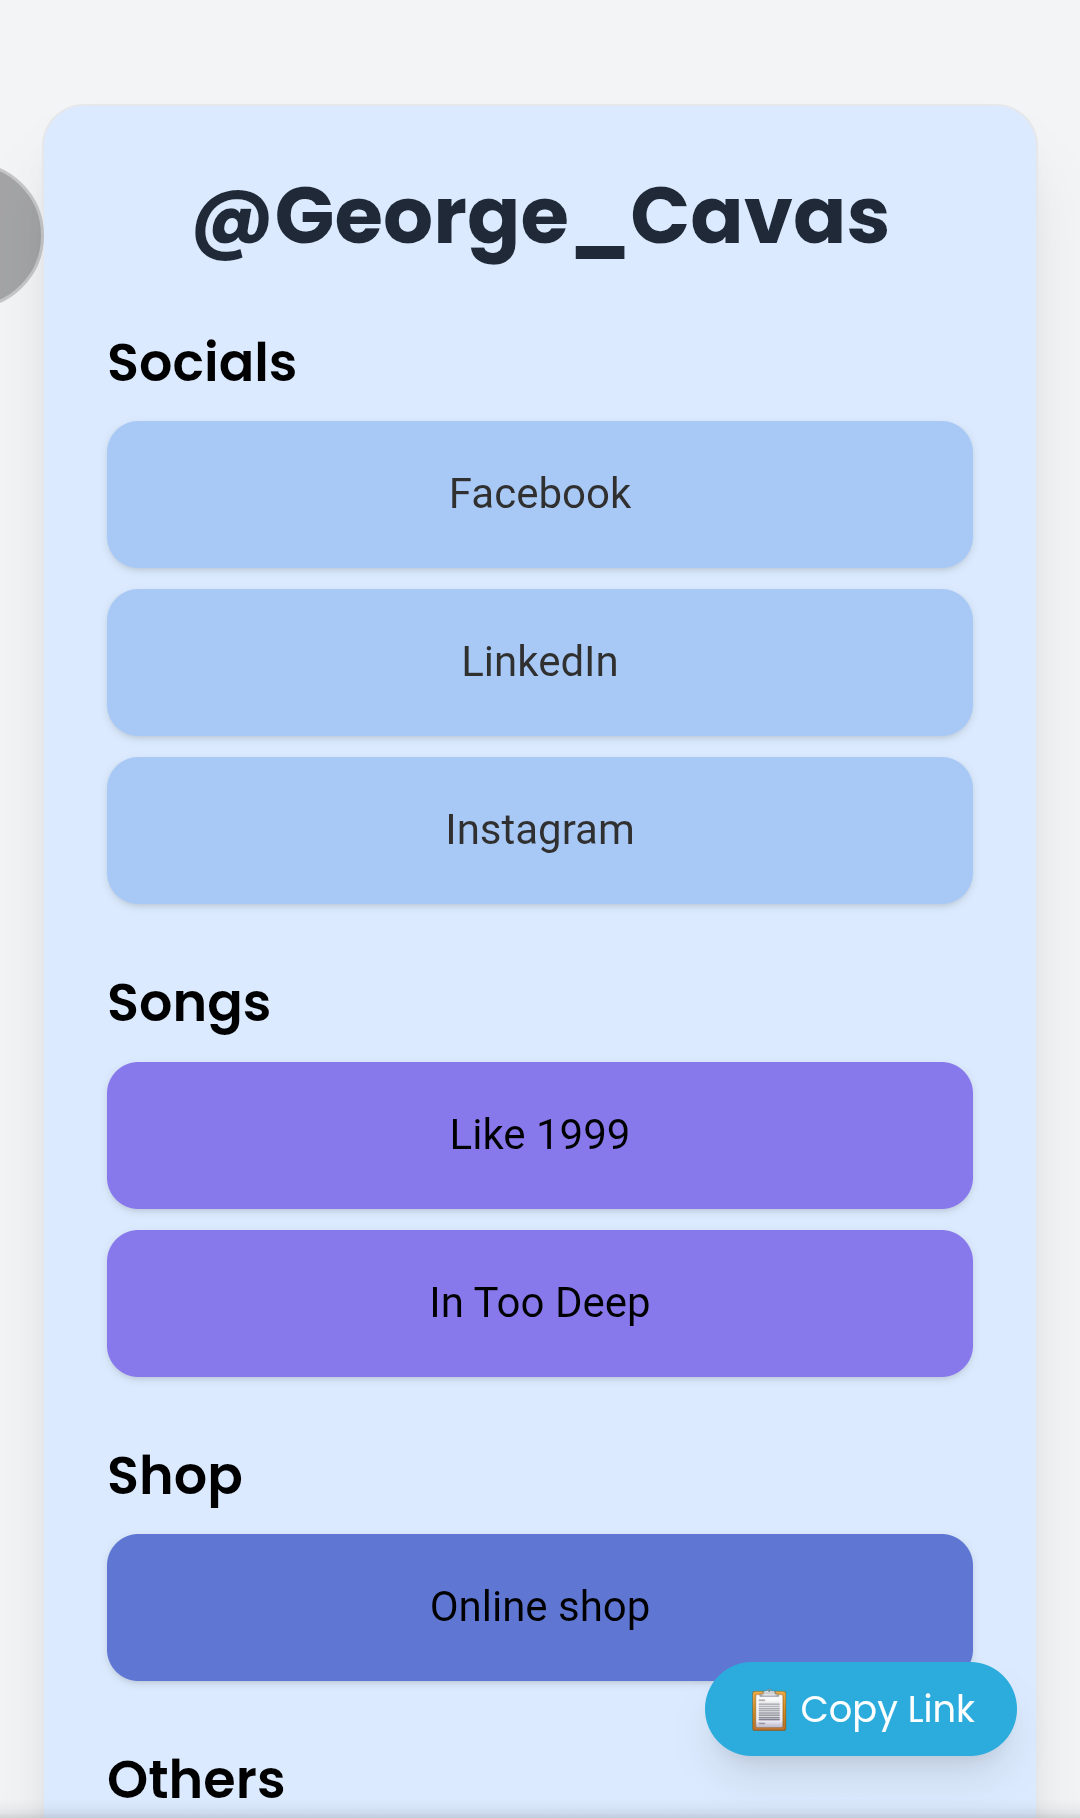 @George_Cavas
Socials
Facebook
LinkedIn
Instagram
Songs
Like 1999
In Too Deep
Shop
Online shop
📋 Copy Link
Others